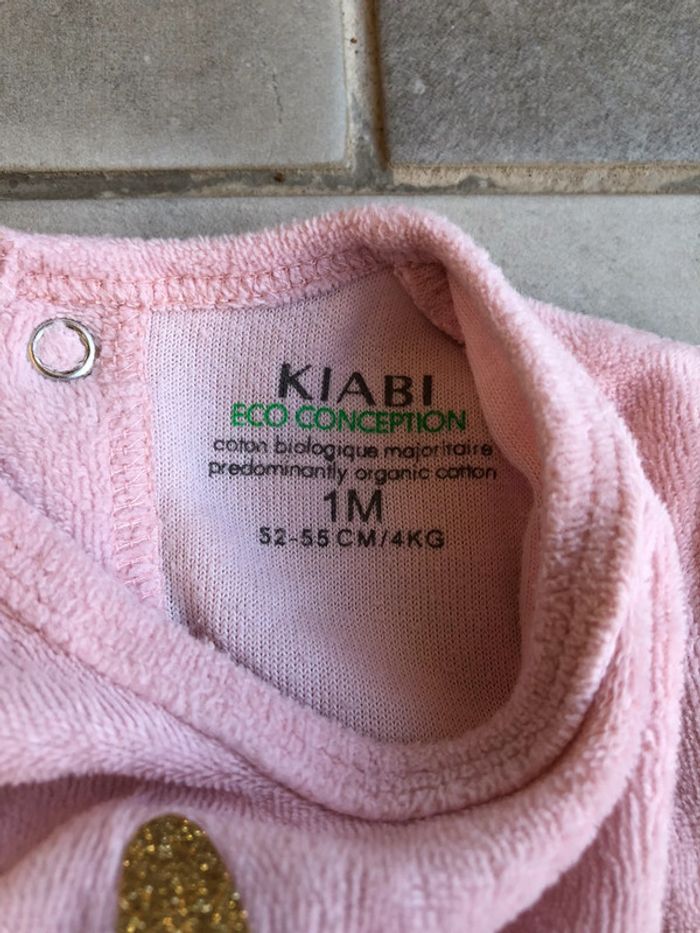 KIABI
ECO CONCEPTION
coton biologique majoritaire
predominantly organic cotton
1M
52-55 CM/4KG